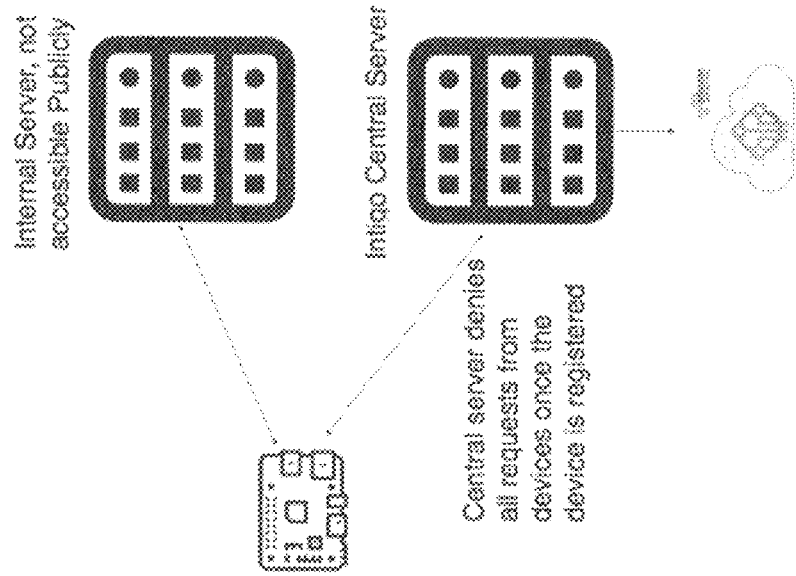 Internal Server, not
accessible Publicly
Intiqo Central Server
Central server denies
all requests from
devices once the
device is registered